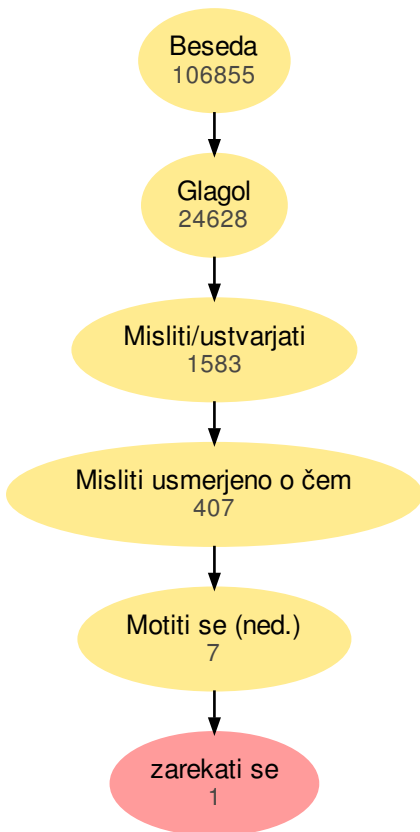 Beseda
106855
Glagol
24628
Misliti/ustvarjati
1583
Misliti usmerjeno o čem
407
Motiti se (ned.)
7
zarekati se
1